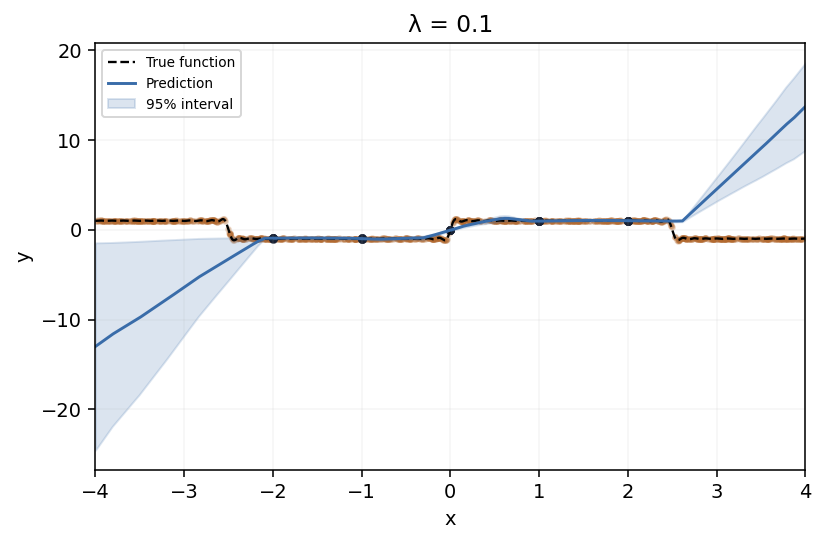 λ = 0.1
True function
Prediction
95% interval
y
20
10
0
−10
−20
−4 −3 −2 −1 0 1 2 3 4
x